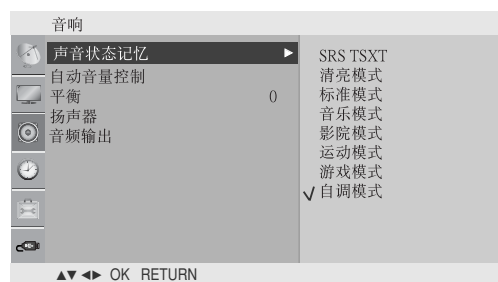 音响
声音状态记忆 ▶
自动音量控制
平衡 0
扬声器
音频输出
SRS TSXT
清亮模式
标准模式
音乐模式
影院模式
运动模式
游戏模式
✓自调模式
▲▼ ◀▶ OK RETURN